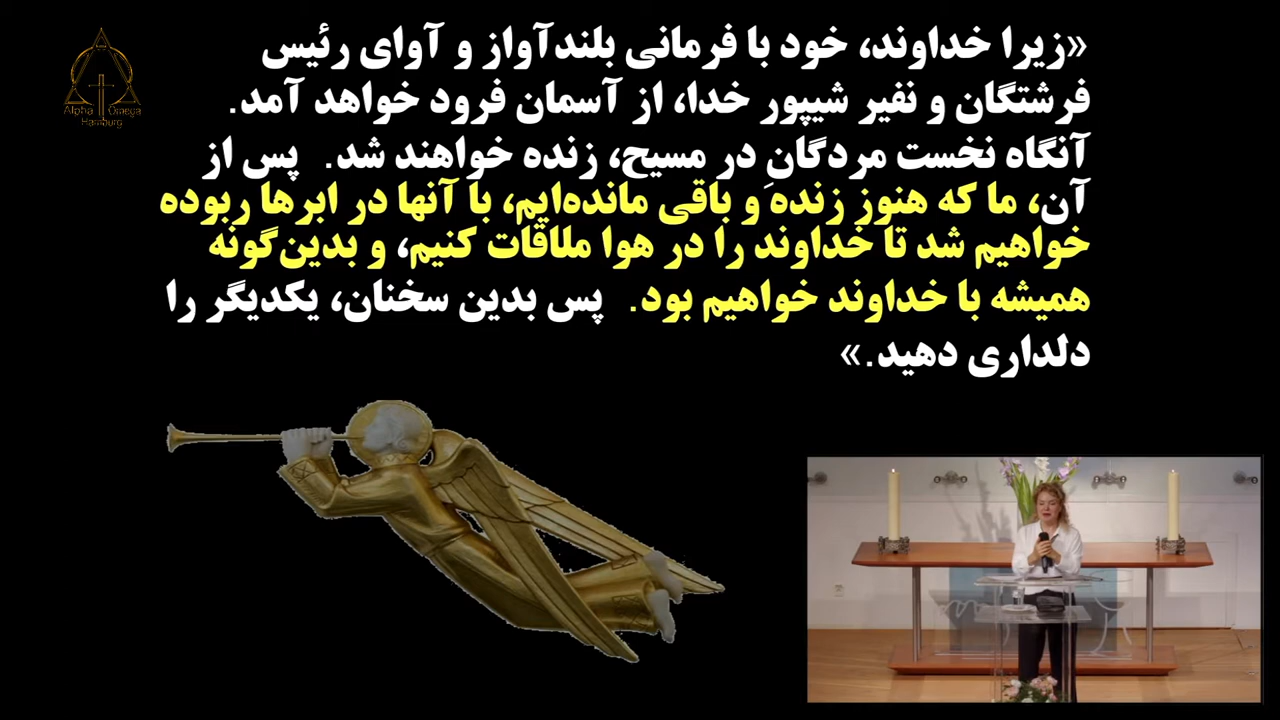 «زیرا خداوند، خود با فرمانی بلندآواز و آوای رئیس
فرشتگان و نفیر شیپور خدا، از آسمان فرود خواهد آمد.
آنگاه نخست مردگانِ در مسیح، زنده خواهند شد. پس از
آن، ما که هنوز زنده و باقی مانده‌ایم، با آنها در ابرها ربوده
خواهیم شد تا خداوند را در هوا ملاقات کنیم، و بدین‌گونه
همیشه با خداوند خواهیم بود. پس بدین سخنان، یکدیگر را
دلداری دهید.»
Alpha Omega
Hamburg